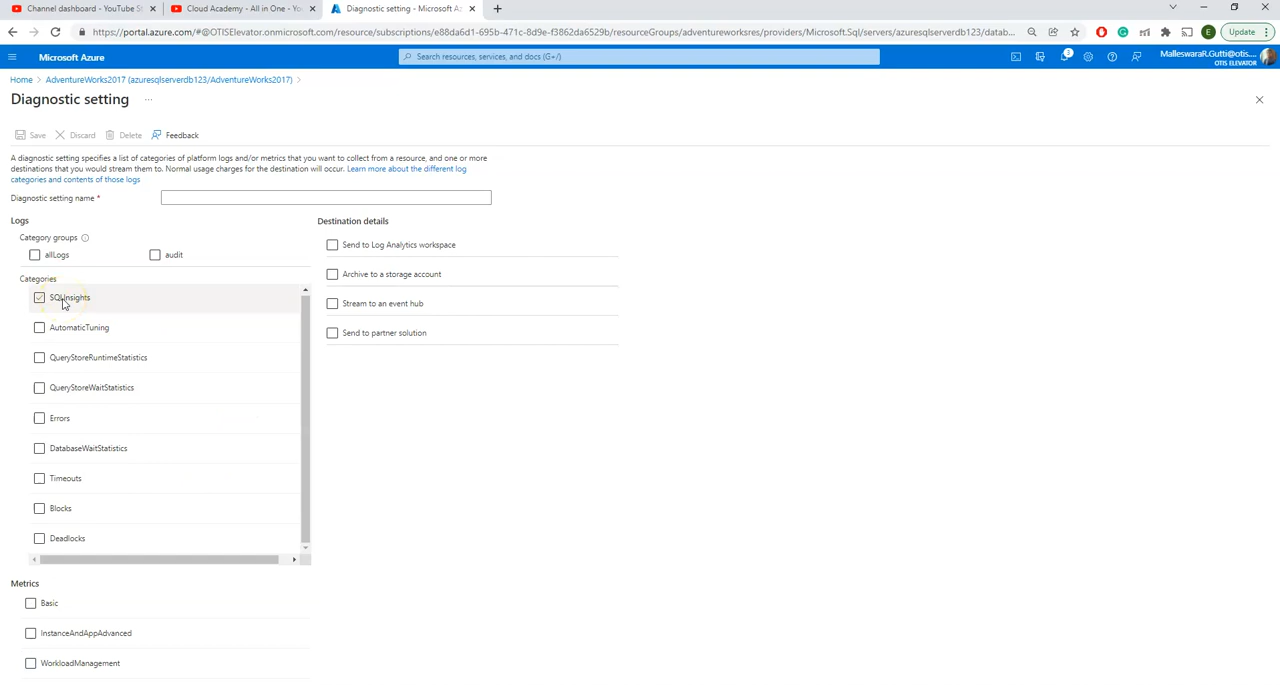 Channel dashboard - YouTube S
Cloud Academy - All in One - Yo
Diagnostic setting - Microsoft A
https://portal.azure.com/#@OTISElevator.onmicrosoft.com/resource/subscriptions/e88da6d1-695b-471c-8d9e-f3862da6529b/resourceGroups/adventureworksres/providers/Microsoft.Sql/servers/azuresqlserverdb123/datab...
E
Update
Microsoft Azure
Search resources, services, and docs (G+/)
3
MalleswaraR.Gutti@otis....
OTIS ELEVATOR
Home > AdventureWorks2017 (azuresqlserverdb123/AdventureWorks2017) >
Diagnostic setting ...
Save Discard Delete Feedback
A diagnostic setting specifies a list of categories of platform logs and/or metrics that you want to collect from a resource, and one or more
destinations that you would stream them to. Normal usage charges for the destination will occur. Learn more about the different log
categories and contents of those logs
Diagnostic setting name *
Logs
Category groups
allLogs
audit
Categories
SQLInsights
AutomaticTuning
QueryStoreRuntimeStatistics
QueryStoreWaitStatistics
Errors
DatabaseWaitStatistics
Timeouts
Blocks
Deadlocks
Metrics
Basic
InstanceAndAppAdvanced
WorkloadManagement
Destination details
Send to Log Analytics workspace
Archive to a storage account
Stream to an event hub
Send to partner solution